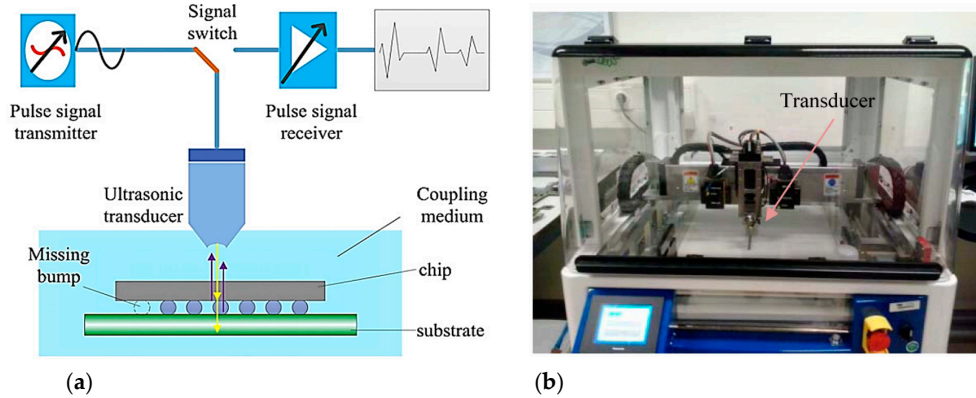 Signal
switch
Pulse signal
transmitter
Pulse signal
receiver
Ultrasonic
transducer
Coupling
medium
Missing
bump
chip
substrate
Transducer
(a)
(b)